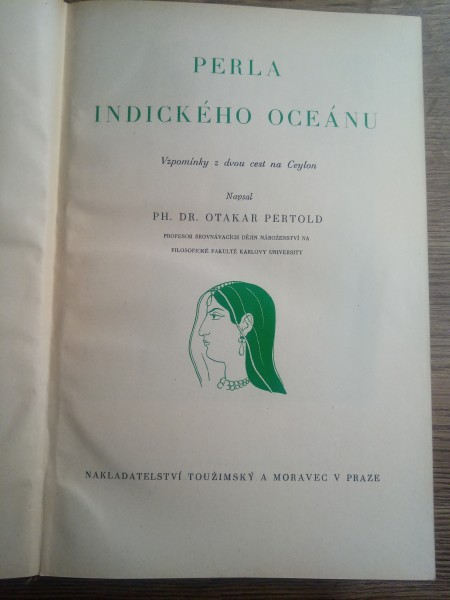 PERLA
INDICKÉHO OCEÁNU
Vzpomínky z dvou cest na Ceylon
Napsal
PH. DR. OTAKAR PERTOLD
PROFESOR SROVNÁVACÍCH DĚJIN NÁBOŽENSTVÍ NA
FILOSOFICKÉ FAKULTĚ KARLOVY UNIVERSITY
NAKLADATELSTVÍ TOUŽIMSKÝ A MORAVEC V PRAZE